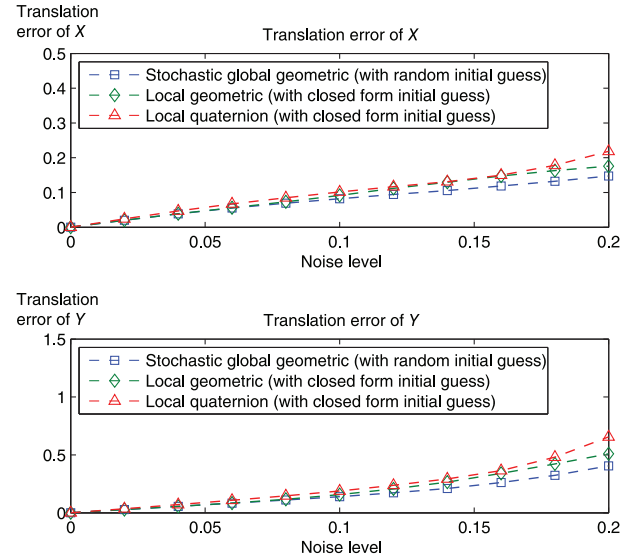 Translation
error of X
Translation error of X
0.5
0.4
0.3
0.2
0.1
0
Stochastic global geometric (with random initial guess)
Local geometric (with closed form initial guess)
Local quaternion (with closed form initial guess)
0 0.05 0.1 0.15 0.2
Noise level
Translation
error of Y
Translation error of Y
1.5
1
0.5
0
Stochastic global geometric (with random initial guess)
Local geometric (with closed form initial guess)
Local quaternion (with closed form initial guess)
0 0.05 0.1 0.15 0.2
Noise level